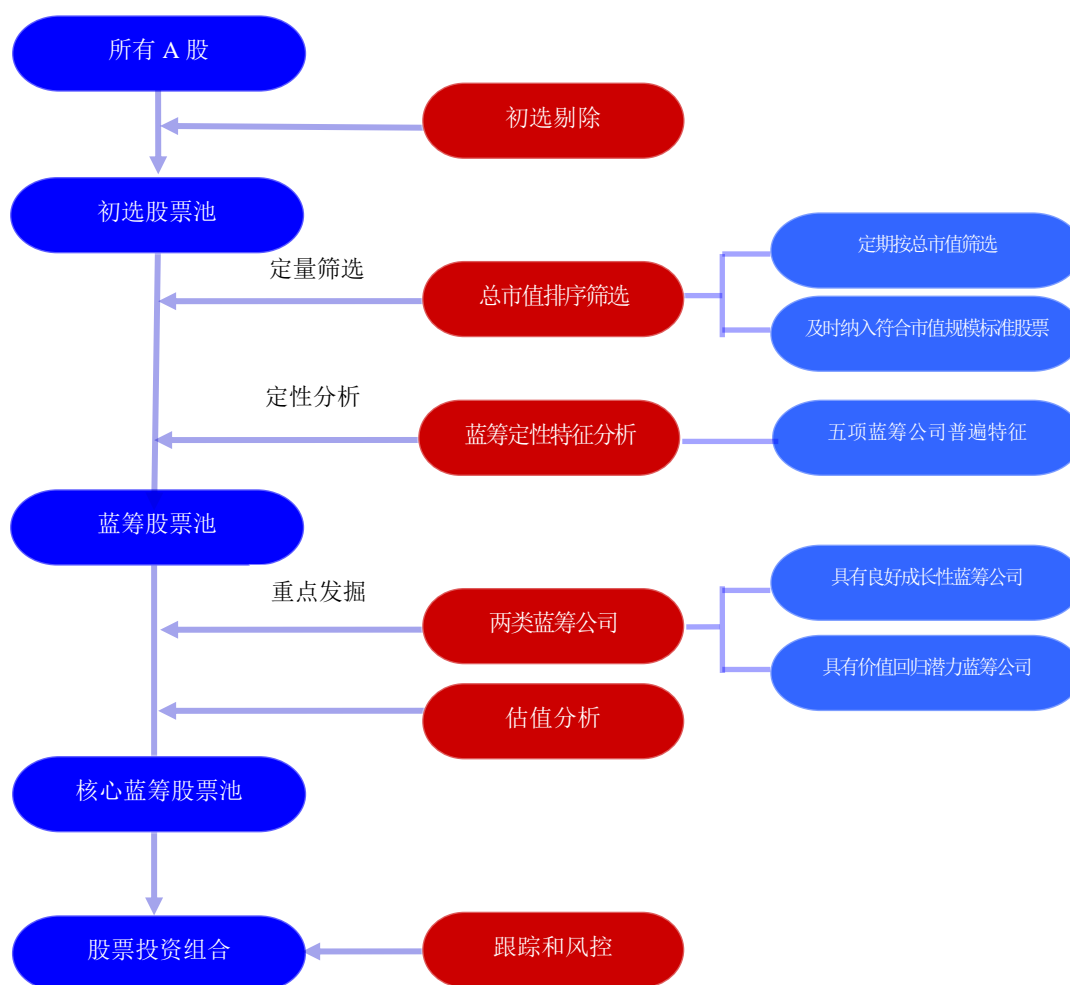 所有 A 股
初选剔除
初选股票池
定期按总市值筛选
定量筛选
总市值排序筛选
及时纳入符合市值规模标准股票
定性分析
蓝筹定性特征分析
五项蓝筹公司普遍特征
蓝筹股票池
具有良好成长性蓝筹公司
重点发掘
两类蓝筹公司
具有价值回归潜力蓝筹公司
估值分析
核心蓝筹股票池
股票投资组合
跟踪和风控